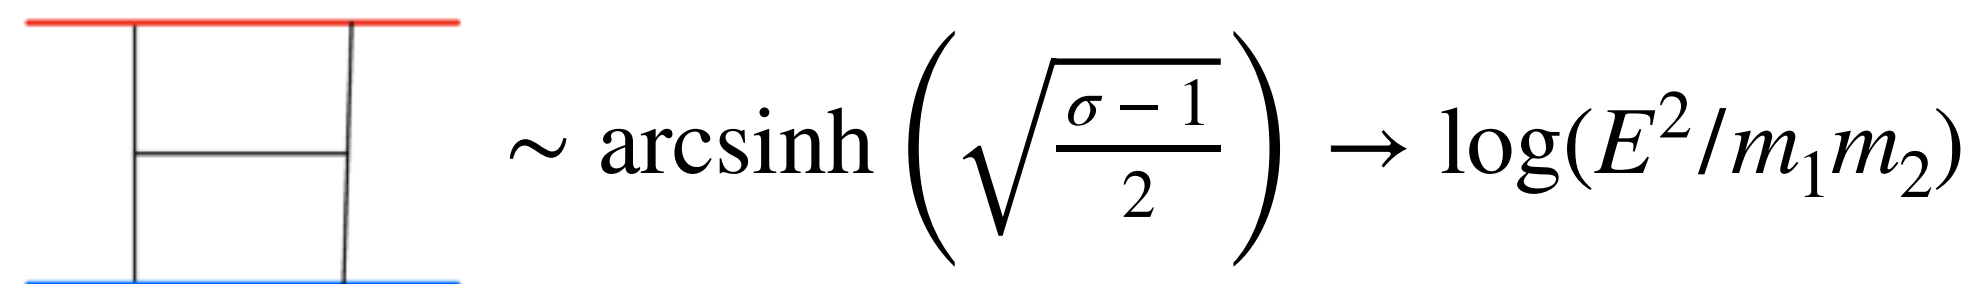 ∼ arcsinh (√((σ − 1)/2)) → log(E²/m₁m₂)